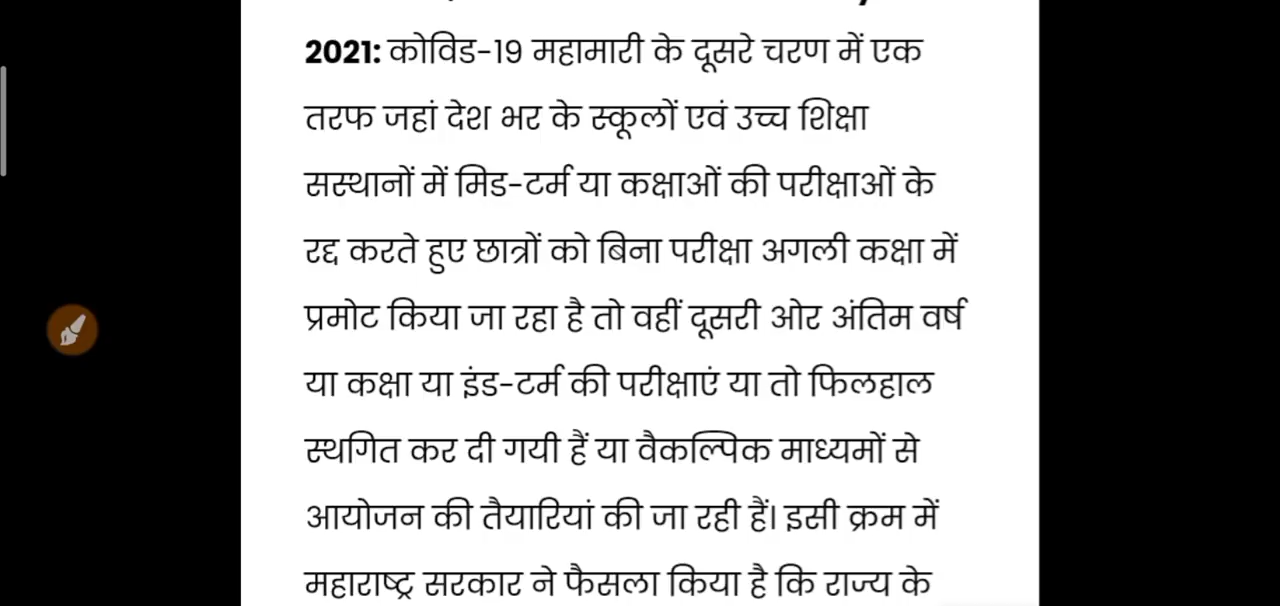 2021: कोविड-19 महामारी के दूसरे चरण में एक
तरफ जहां देश भर के स्कूलों एवं उच्च शिक्षा
सस्थानों में मिड-टर्म या कक्षाओं की परीक्षाओं के
रद्द करते हुए छात्रों को बिना परीक्षा अगली कक्षा में
प्रमोट किया जा रहा है तो वहीं दूसरी ओर अंतिम वर्ष
या कक्षा या इंड-टर्म की परीक्षाएं या तो फिलहाल
स्थगित कर दी गयी हैं या वैकल्पिक माध्यमों से
आयोजन की तैयारियां की जा रही हैं। इसी क्रम में
महाराष्ट्र सरकार ने फैसला किया है कि राज्य के